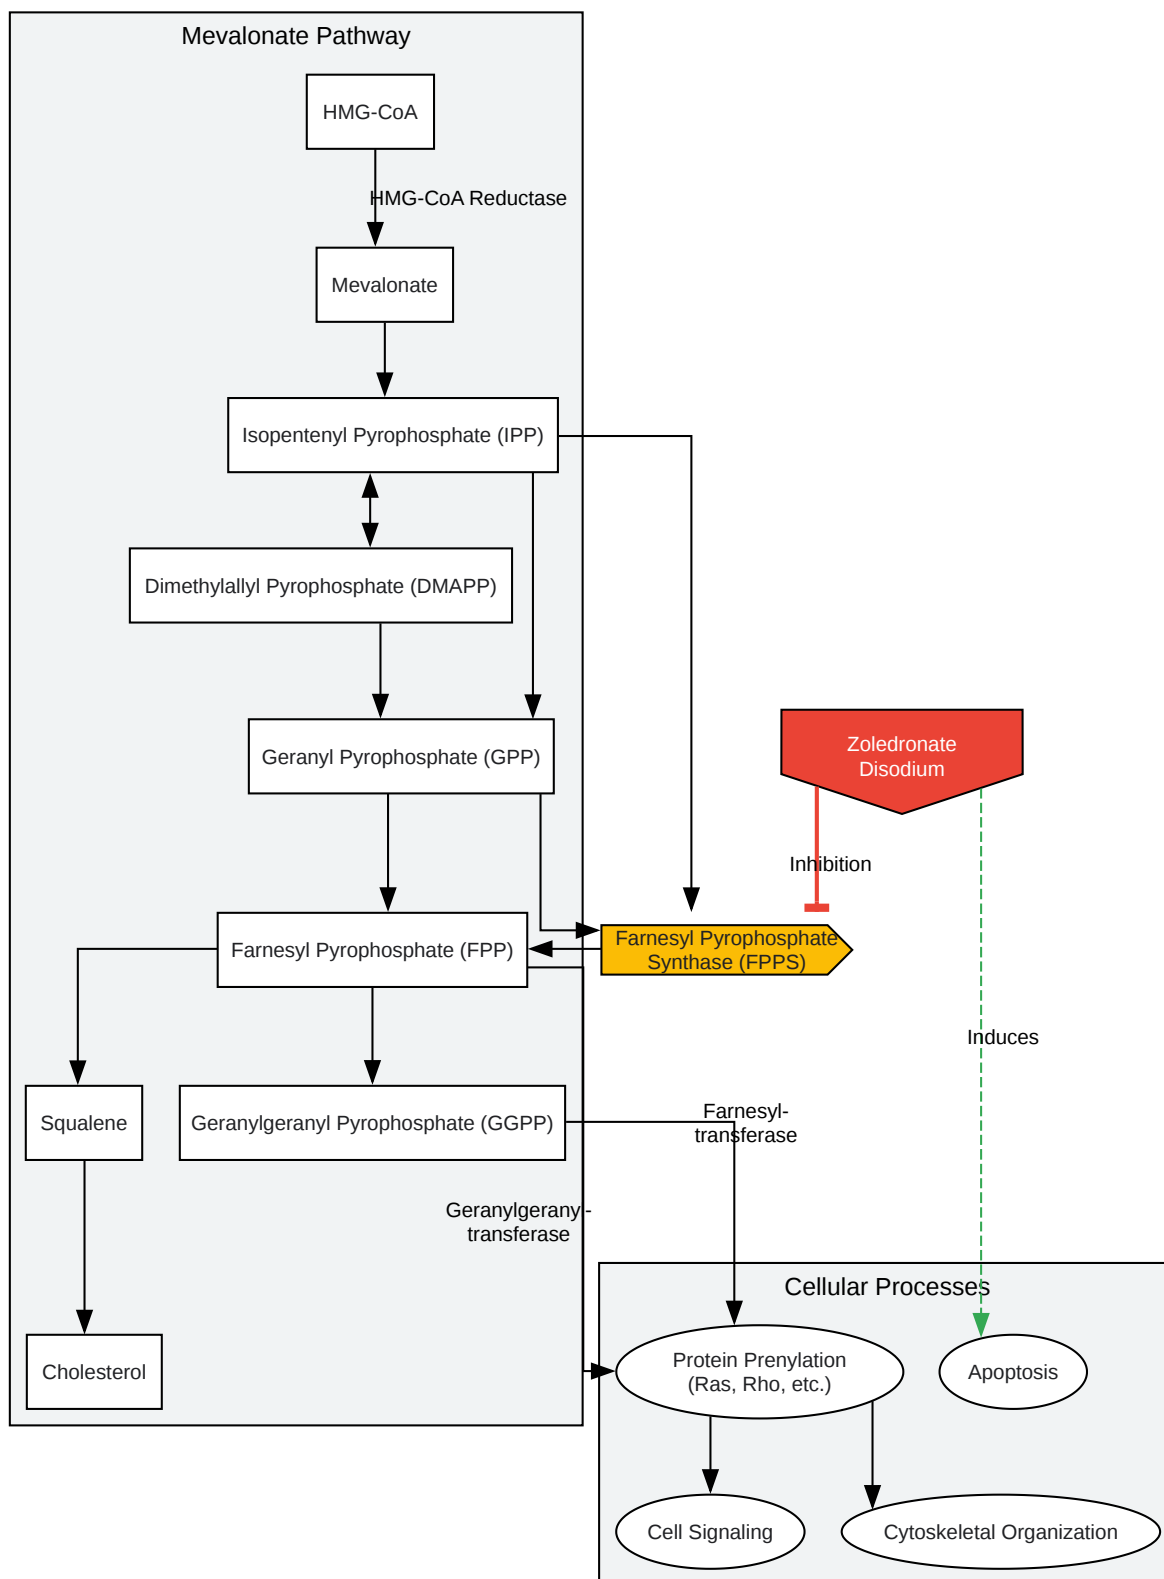 Mevalonate Pathway
HMG-CoA
HMG-CoA Reductase
Mevalonate
Isopentenyl Pyrophosphate (IPP)
Dimethylallyl Pyrophosphate (DMAPP)
Geranyl Pyrophosphate (GPP)
Zoledronate
Disodium
Inhibition
Farnesyl Pyrophosphate (FPP)
Farnesyl Pyrophosphate
Synthase (FPPS)
Induces
Squalene
Geranylgeranyl Pyrophosphate (GGPP)
Farnesyl-
transferase
Geranylgeranyl-
transferase
Cellular Processes
Cholesterol
Protein Prenylation
(Ras, Rho, etc.)
Apoptosis
Cell Signaling
Cytoskeletal Organization